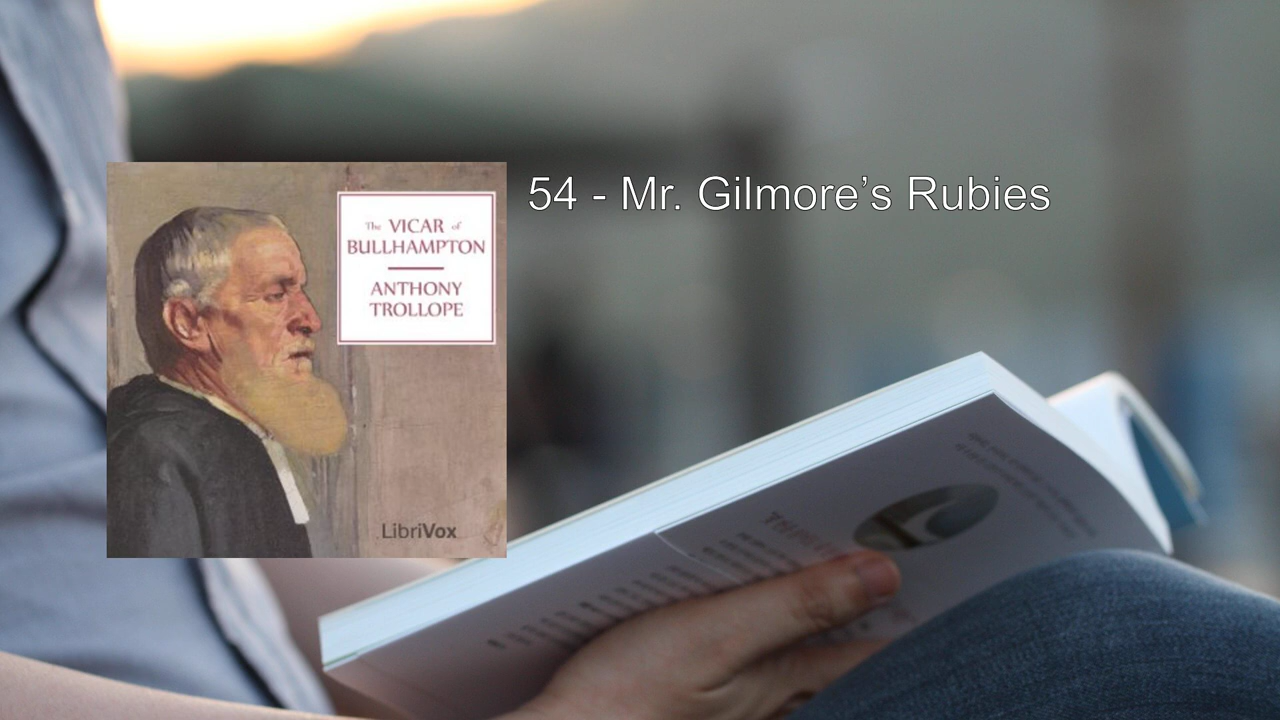 54 - Mr. Gilmore’s Rubies
The VICAR of
BULLHAMPTON
ANTHONY
TROLLOPE
LibriVox